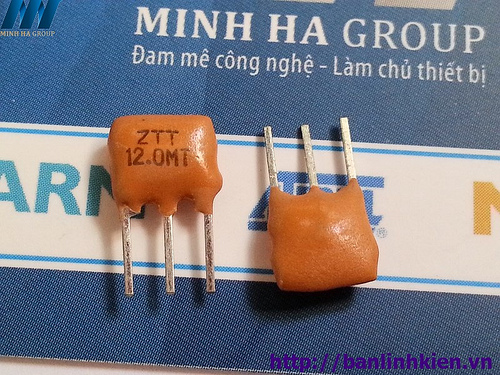 MINH HA GROUP
MINH HA GROUP
Đam mê công nghệ - Làm chủ thiết bị
ZTT
12.0MT
ARM
®
http://banlinhkien.vn